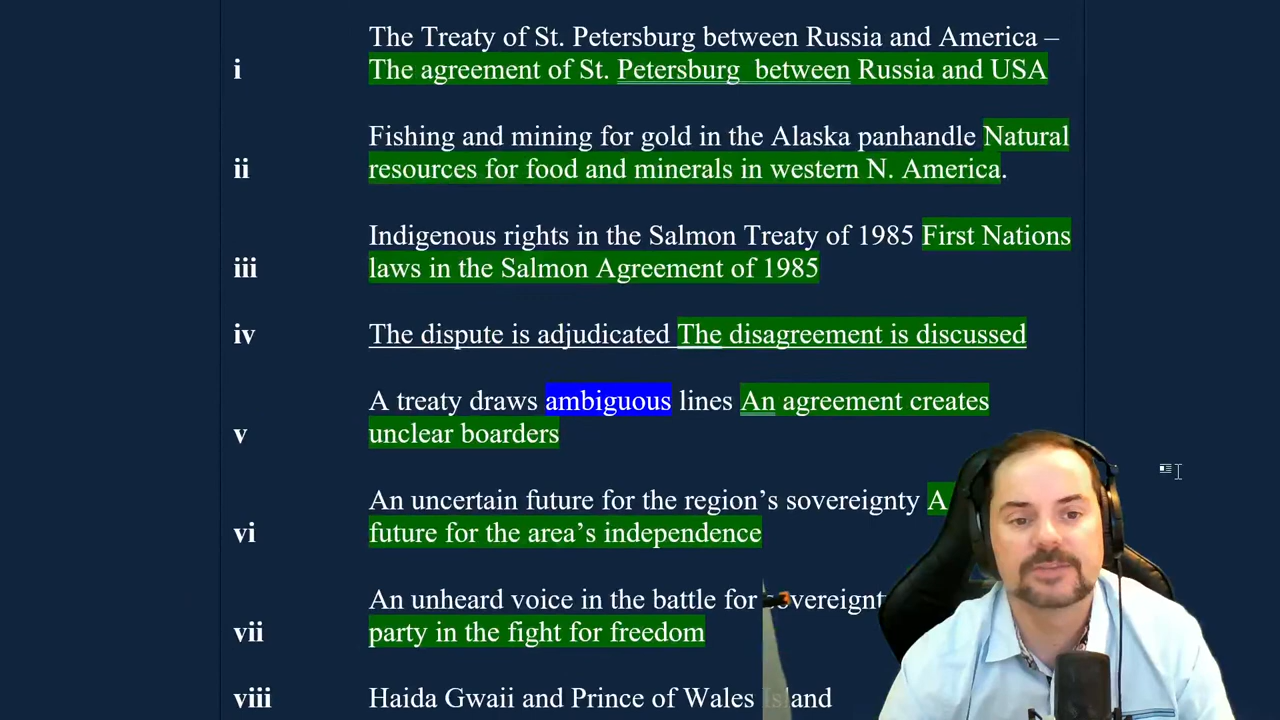 The Treaty of St. Petersburg between Russia and America –
i The agreement of St. Petersburg between Russia and USA
Fishing and mining for gold in the Alaska panhandle Natural
ii resources for food and minerals in western N. America.
Indigenous rights in the Salmon Treaty of 1985 First Nations
iii laws in the Salmon Agreement of 1985
iv The dispute is adjudicated The disagreement is discussed
A treaty draws ambiguous lines An agreement creates
v unclear boarders
An uncertain future for the region’s sovereignty
vi future for the area’s independence
An unheard voice in the battle for
vii party in the fight for freedom
viii Haida Gwaii and Prince of Wales Island